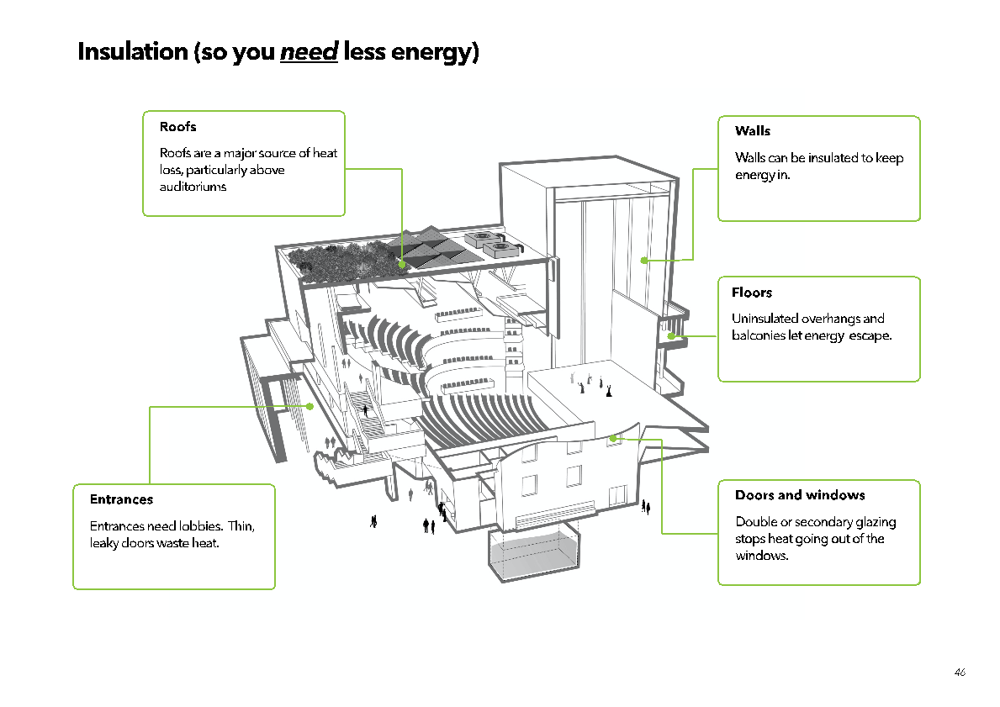 Insulation (so you need less energy)
Roofs
Roofs are a major source of heat
loss, particularly above
auditoriums
Walls
Walls can be insulated to keep
energy in.
Floors
Uninsulated overhangs and
balconies let energy escape.
Entrances
Entrances need lobbies. Thin,
leaky doors waste heat.
Doors and windows
Double or secondary glazing
stops heat going out of the
windows.
46